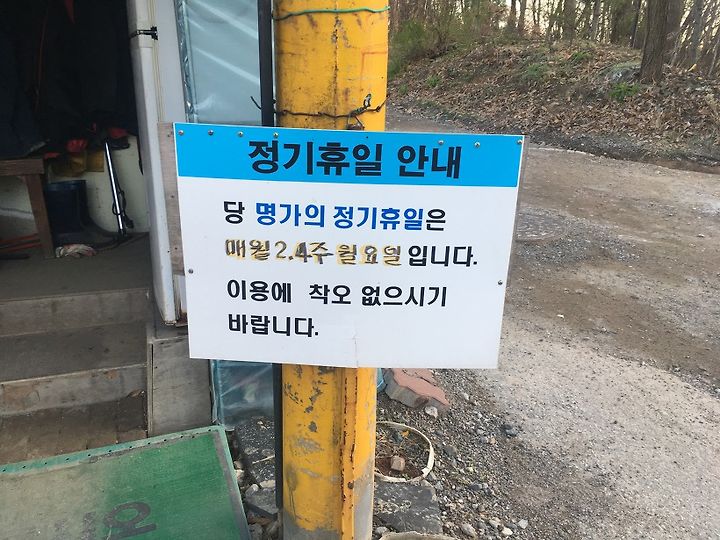 정기휴일 안내
당 명가의 정기휴일은
매월 2.4주 월요일 입니다.
이용에 착오 없으시기
바랍니다.